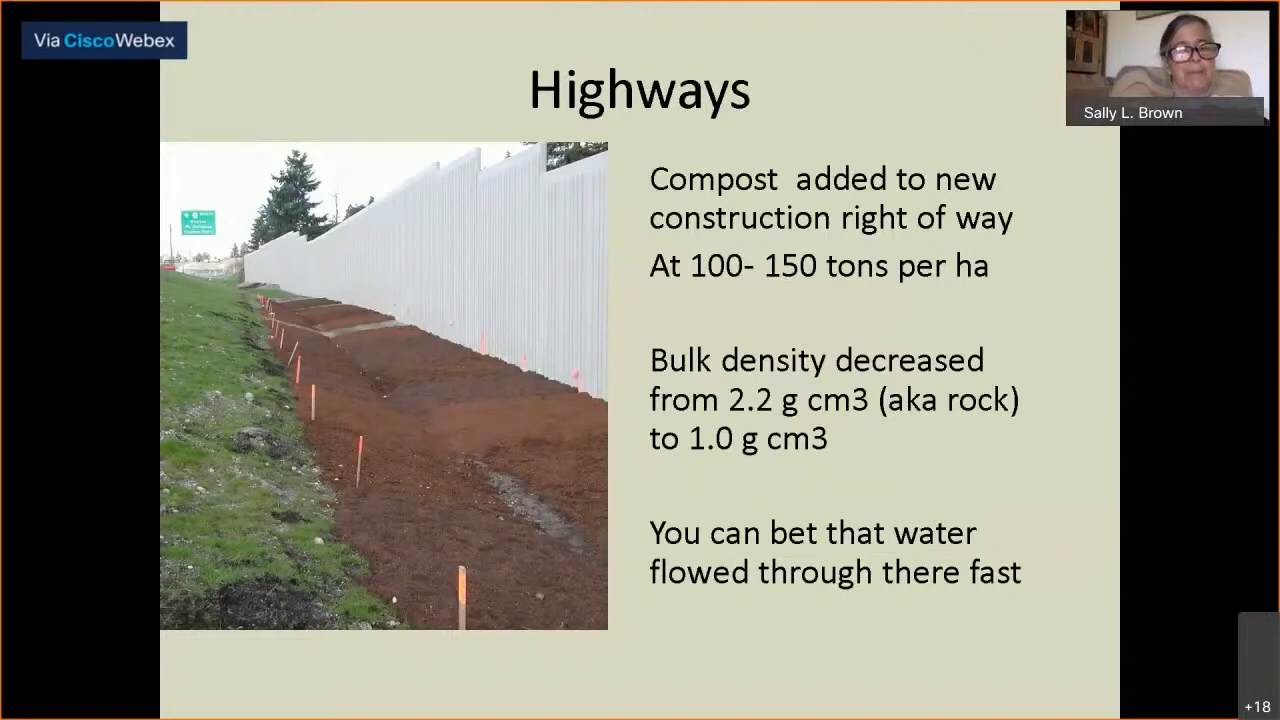 Via Cisco Webex
Highways
Sally L. Brown
Compost added to new
construction right of way
At 100- 150 tons per ha
Bulk density decreased
from 2.2 g cm3 (aka rock)
to 1.0 g cm3
You can bet that water
flowed through there fast
+18